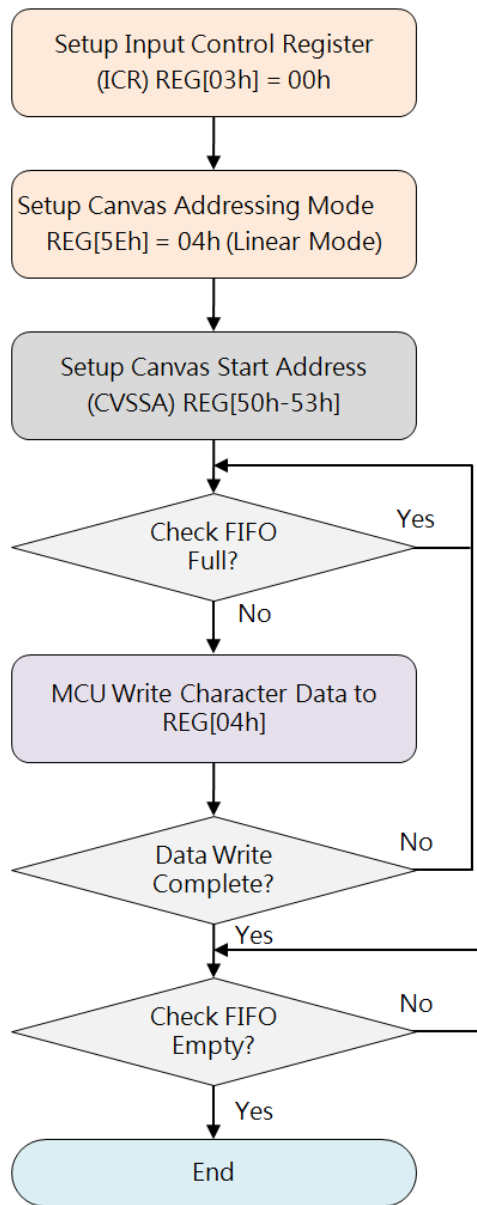 Setup Input Control Register
(ICR) REG[03h] = 00h
Setup Canvas Addressing Mode
REG[5Eh] = 04h (Linear Mode)
Setup Canvas Start Address
(CVSSA) REG[50h-53h]
Check FIFO
Full?
Yes
No
MCU Write Character Data to
REG[04h]
Data Write
Complete?
No
Yes
Check FIFO
Empty?
No
Yes
End